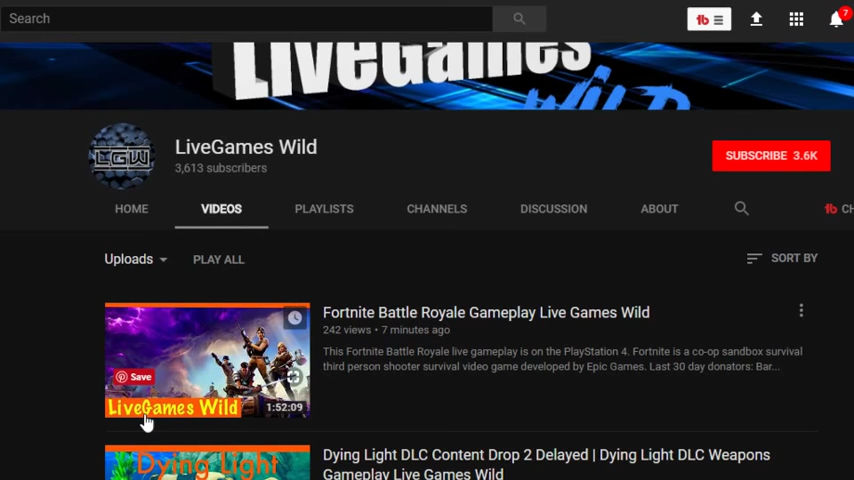 Search
7
LiveGames
WILD
LGW
LiveGames Wild
3,613 subscribers
SUBSCRIBE 3.6K
HOME
VIDEOS
PLAYLISTS
CHANNELS
DISCUSSION
ABOUT
CH
Uploads
PLAY ALL
SORT BY
Save
LiveGames Wild
1:52:09
Fortnite Battle Royale Gameplay Live Games Wild
242 views • 7 minutes ago
This Fortnite Battle Royale live gameplay is on the PlayStation 4. Fortnite is a co-op sandbox survival
third person shooter survival video game developed by Epic Games. Last 30 day donators: Bar...
Dying Light
Dying Light DLC Content Drop 2 Delayed | Dying Light DLC Weapons
Gameplay Live Games Wild